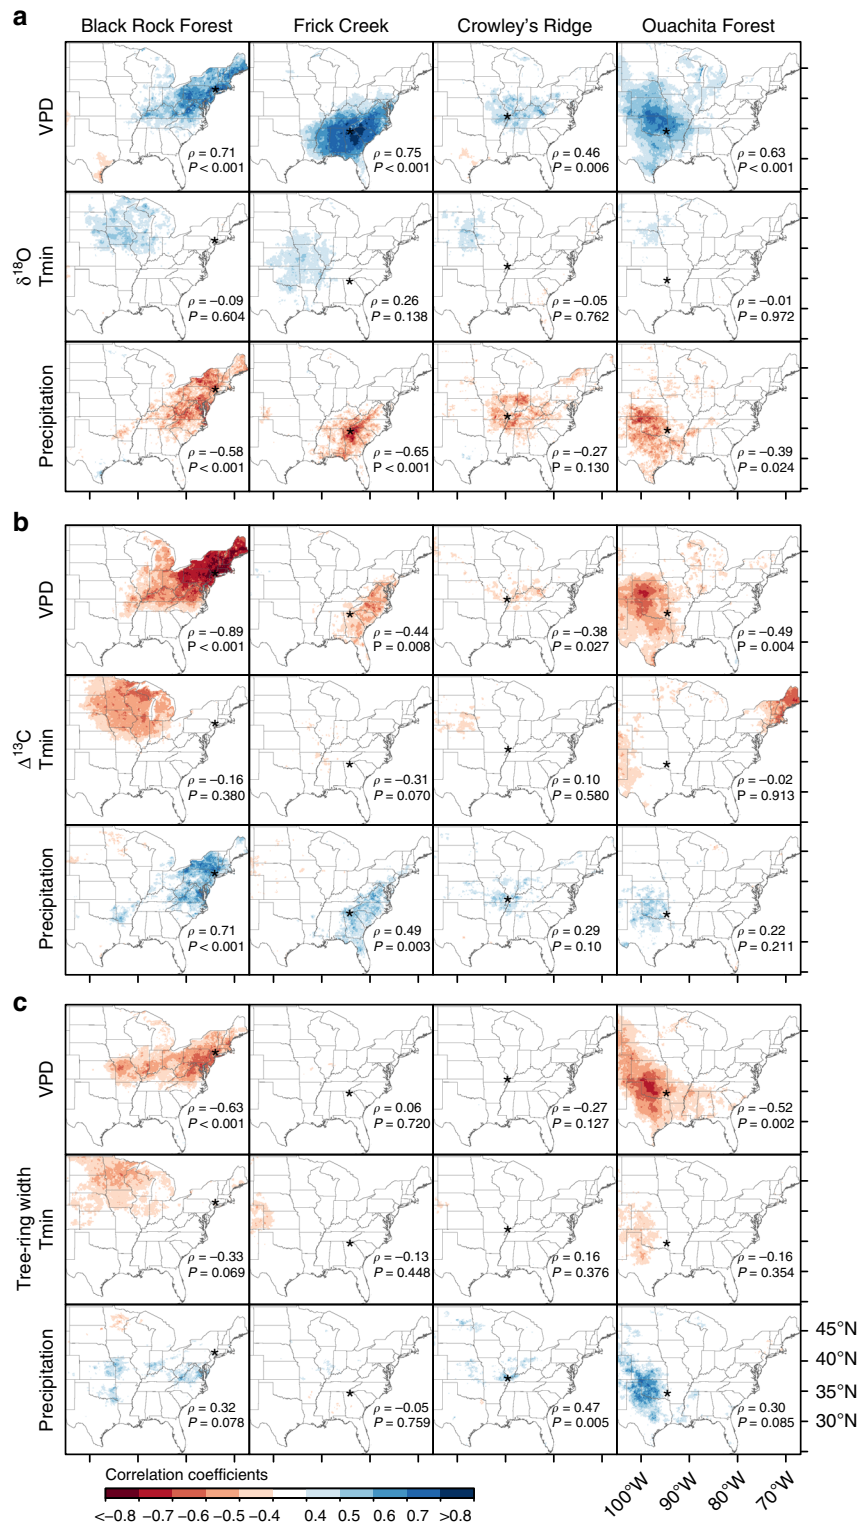 a
Black Rock Forest Frick Creek Crowley's Ridge Ouachita Forest
VPD
ρ = 0.71
P < 0.001
ρ = 0.75
P < 0.001
ρ = 0.46
P = 0.006
ρ = 0.63
P < 0.001
δ18O
Tmin
ρ = −0.09
P = 0.604
ρ = 0.26
P = 0.138
ρ = −0.05
P = 0.762
ρ = −0.01
P = 0.972
Precipitation
ρ = −0.58
P < 0.001
ρ = −0.65
P < 0.001
ρ = −0.27
P = 0.130
ρ = −0.39
P = 0.024
b
VPD
ρ = −0.89
P < 0.001
ρ = −0.44
P = 0.008
ρ = −0.38
P = 0.027
ρ = −0.49
P = 0.004
Δ13C
Tmin
ρ = −0.16
P = 0.380
ρ = −0.31
P = 0.070
ρ = 0.10
P = 0.580
ρ = −0.02
P = 0.913
Precipitation
ρ = 0.71
P < 0.001
ρ = 0.49
P = 0.003
ρ = 0.29
P = 0.10
ρ = 0.22
P = 0.211
c
VPD
ρ = −0.63
P < 0.001
ρ = 0.06
P = 0.720
ρ = −0.27
P = 0.127
ρ = −0.52
P = 0.002
Tree-ring width
Tmin
ρ = −0.33
P = 0.069
ρ = −0.13
P = 0.448
ρ = 0.16
P = 0.376
ρ = −0.16
P = 0.354
Precipitation
ρ = 0.32
P = 0.078
ρ = −0.05
P = 0.759
ρ = 0.47
P = 0.005
ρ = 0.30
P = 0.085
45°N
40°N
35°N
30°N
100°W 90°W 80°W 70°W
Correlation coefficients
<−0.8 −0.7 −0.6 −0.5 −0.4 0.4 0.5 0.6 0.7 >0.8